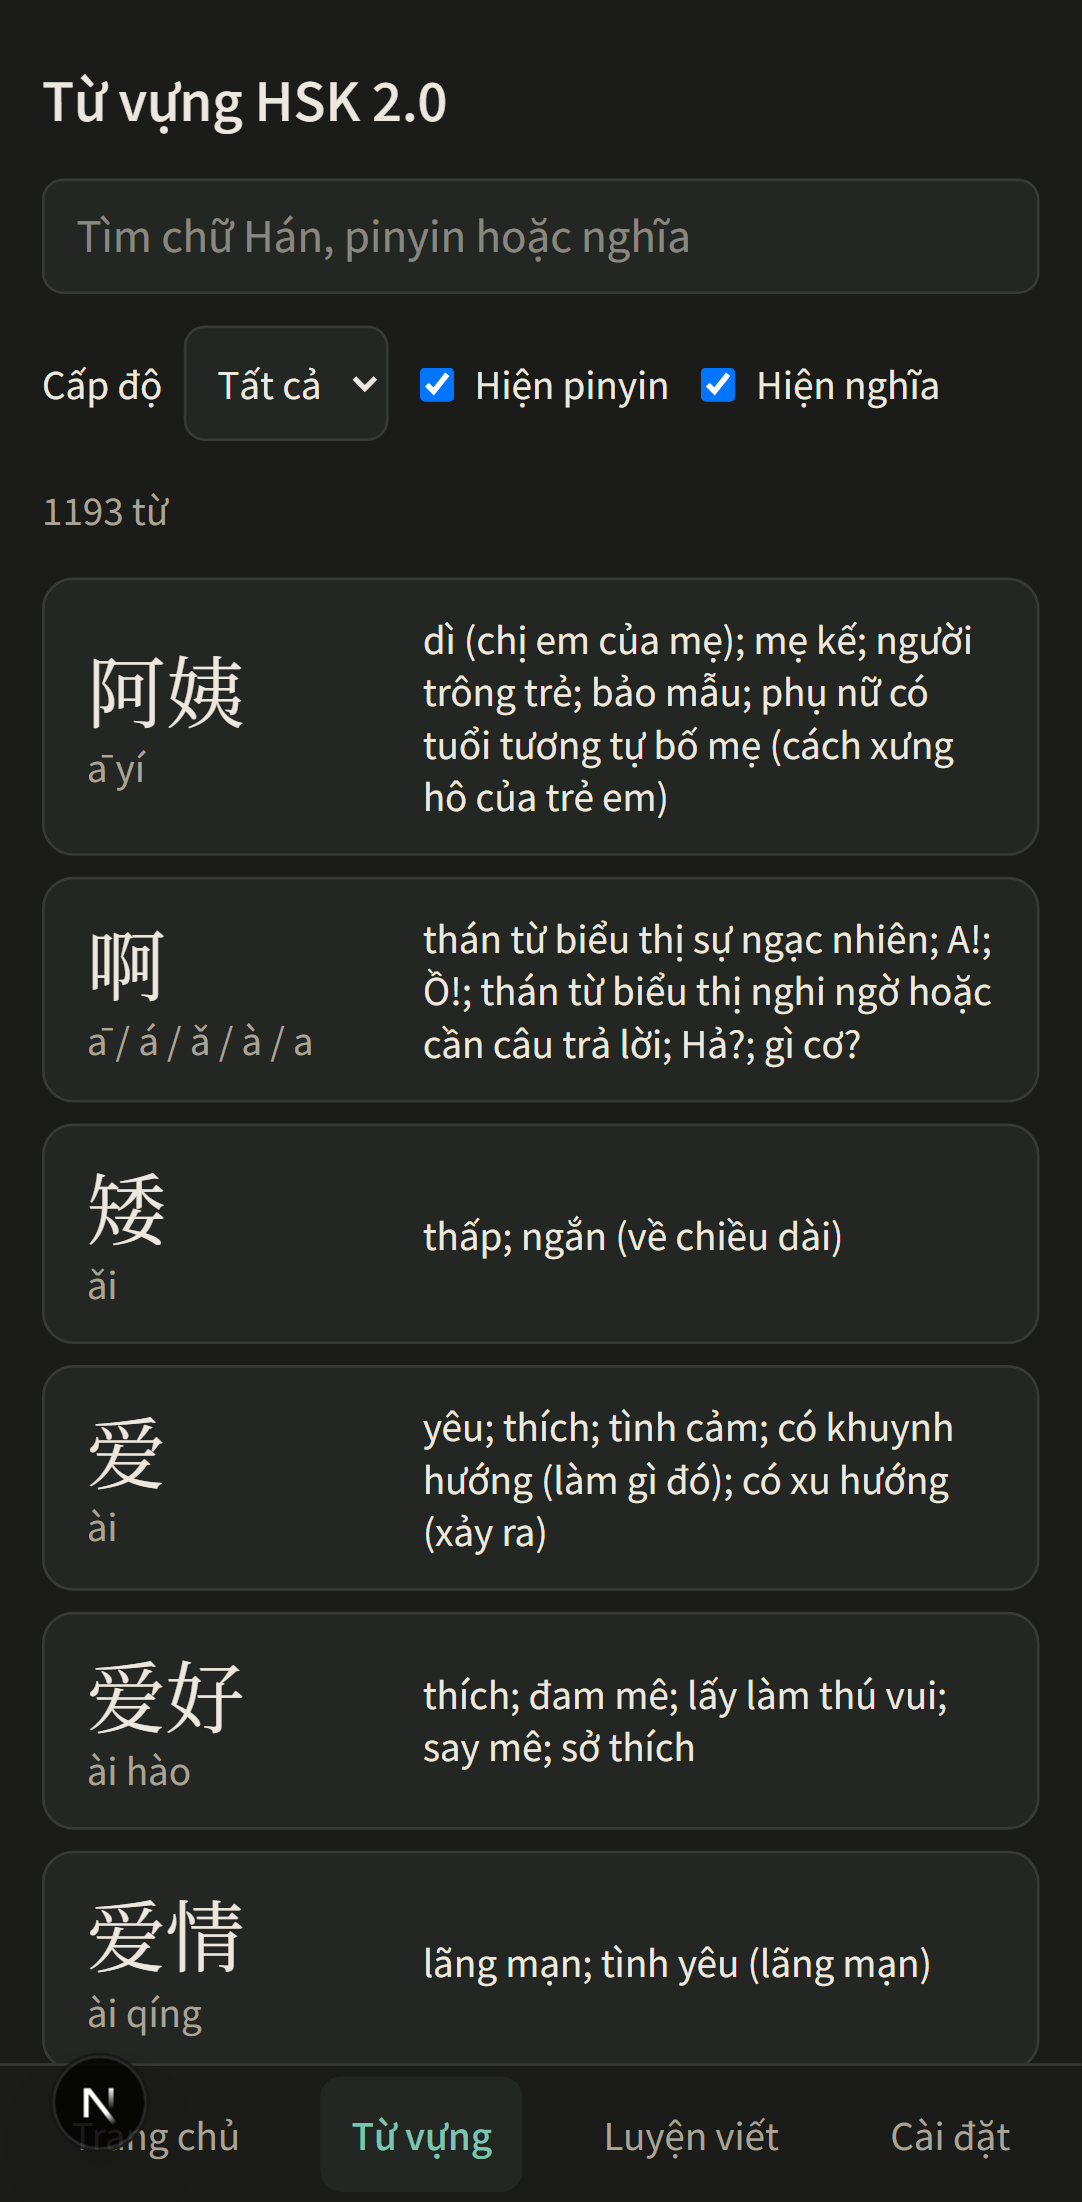 Từ vựng HSK 2.0
Tìm chữ Hán, pinyin hoặc nghĩa
Cấp độ Tất cả Hiện pinyin Hiện nghĩa
1193 từ
阿姨
ā yí
dì (chị em của mẹ); mẹ kế; người
trông trẻ; bảo mẫu; phụ nữ có
tuổi tương tự bố mẹ (cách xưng
hô của trẻ em)
啊
ā / á / ǎ / à / a
thán từ biểu thị sự ngạc nhiên; A!;
Ồ!; thán từ biểu thị nghi ngờ hoặc
cần câu trả lời; Hả?; gì cơ?
矮
ǎi
thấp; ngắn (về chiều dài)
爱
ài
yêu; thích; tình cảm; có khuynh
hướng (làm gì đó); có xu hướng
(xảy ra)
爱好
ài hào
thích; đam mê; lấy làm thú vui;
say mê; sở thích
爱情
ài qíng
lãng mạn; tình yêu (lãng mạn)
N
Trang chủ Từ vựng Luyện viết Cài đặt